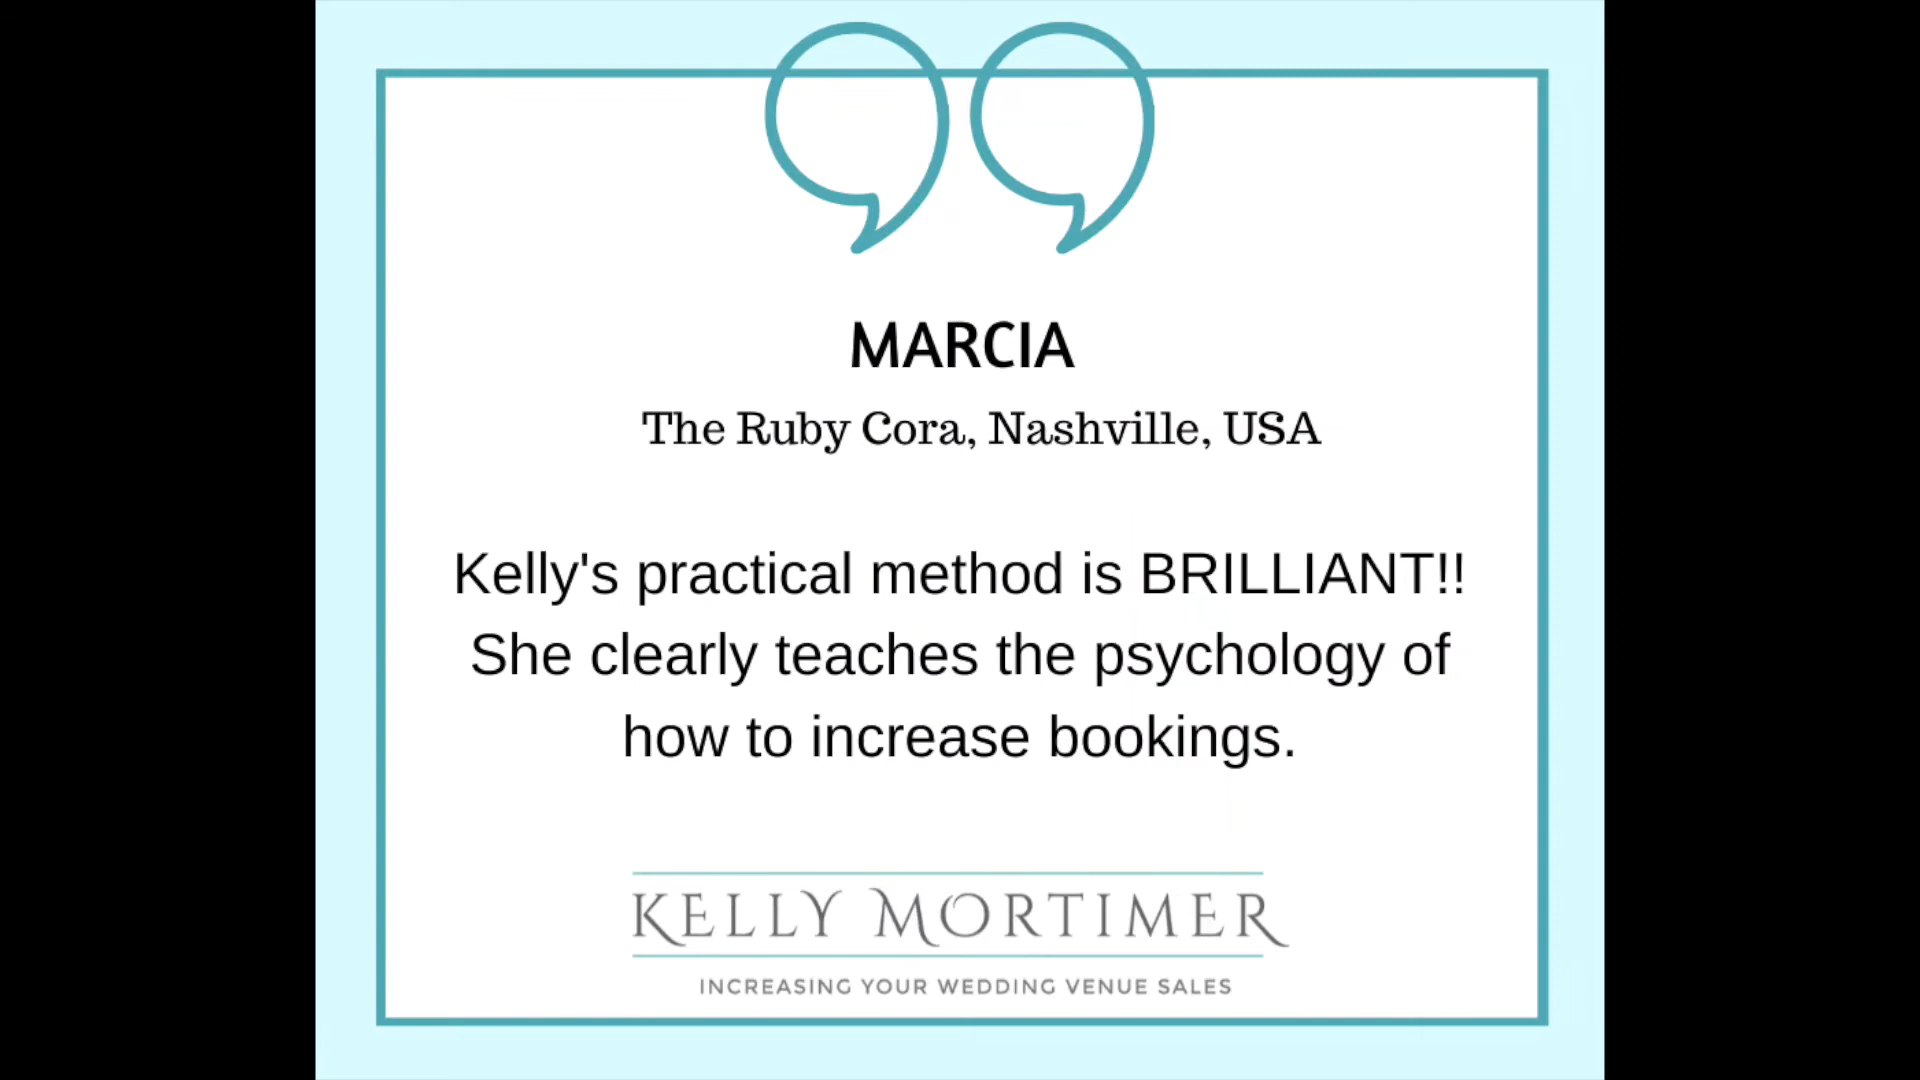 MARCIA
The Ruby Cora, Nashville, USA
Kelly's practical method is BRILLIANT!!
She clearly teaches the psychology of
how to increase bookings.
KELLY MORTIMER
INCREASING YOUR WEDDING VENUE SALES